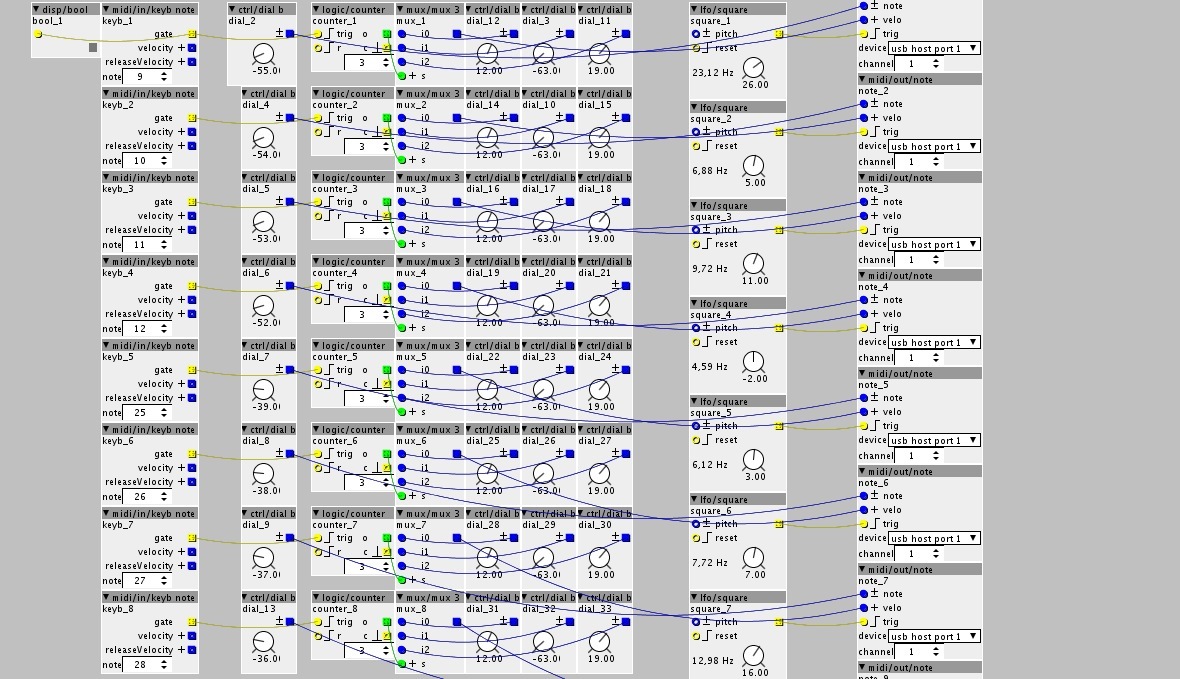 disp/bool
bool_1
midi/in/keyb note
keyb_1
gate
velocity +
releaseVelocity +
note 9
midi/in/keyb note
keyb_2
gate
velocity +
releaseVelocity +
note 10
midi/in/keyb note
keyb_3
gate
velocity +
releaseVelocity +
note 11
midi/in/keyb note
keyb_4
gate
velocity +
releaseVelocity +
note 12
midi/in/keyb note
keyb_5
gate
velocity +
releaseVelocity +
note 25
midi/in/keyb note
keyb_6
gate
velocity +
releaseVelocity +
note 26
midi/in/keyb note
keyb_7
gate
velocity +
releaseVelocity +
note 27
midi/in/keyb note
keyb_8
gate
velocity +
releaseVelocity +
note 28
ctrl/dial b
dial_2
±
-55.0
ctrl/dial b
dial_4
±
-54.0
ctrl/dial b
dial_5
±
-53.0
ctrl/dial b
dial_6
±
-52.0
ctrl/dial b
dial_7
±
-39.0
ctrl/dial b
dial_8
±
-38.0
ctrl/dial b
dial_9
±
-37.0
ctrl/dial b
dial_13
±
-36.0
logic/counter
counter_1
trig o
r c
3
logic/counter
counter_2
trig o
r c
3
logic/counter
counter_3
trig o
r c
3
logic/counter
counter_4
trig o
r c
3
logic/counter
counter_5
trig o
r c
3
logic/counter
counter_6
trig o
r c
3
logic/counter
counter_7
trig o
r c
3
logic/counter
counter_8
trig o
r c
3
mux/mux 3
mux_1
i0
i1
i2
+ s
mux/mux 3
mux_2
i0
i1
i2
+ s
mux/mux 3
mux_3
i0
i1
i2
+ s
mux/mux 3
mux_4
i0
i1
i2
+ s
mux/mux 3
mux_5
i0
i1
i2
+ s
mux/mux 3
mux_6
i0
i1
i2
+ s
mux/mux 3
mux_7
i0
i1
i2
+ s
mux/mux 3
mux_8
i0
i1
i2
+ s
ctrl/dial b ctrl/dial b ctrl/dial b
dial_12 dial_3 dial_11
± ± ±
12.00 -63.0 19.00
ctrl/dial b ctrl/dial b ctrl/dial b
dial_14 dial_10 dial_15
± ± ±
12.00 -63.0 19.00
ctrl/dial b ctrl/dial b ctrl/dial b
dial_16 dial_17 dial_18
± ± ±
12.00 -63.0 19.00
ctrl/dial b ctrl/dial b ctrl/dial b
dial_19 dial_20 dial_21
± ± ±
12.00 -63.0 19.00
ctrl/dial b ctrl/dial b ctrl/dial b
dial_22 dial_23 dial_24
± ± ±
12.00 -63.0 19.00
ctrl/dial b ctrl/dial b ctrl/dial b
dial_25 dial_26 dial_27
± ± ±
12.00 -63.0 19.00
ctrl/dial b ctrl/dial b ctrl/dial b
dial_28 dial_29 dial_30
± ± ±
12.00 -63.0 19.00
ctrl/dial b ctrl/dial b ctrl/dial b
dial_31 dial_32 dial_33
± ± ±
12.00 -63.0 19.00
lfo/square
square_1
± pitch
reset
23,12 Hz
26.00
lfo/square
square_2
± pitch
reset
6,88 Hz
5.00
lfo/square
square_3
± pitch
reset
9,72 Hz
11.00
lfo/square
square_4
± pitch
reset
4,59 Hz
-2.00
lfo/square
square_5
± pitch
reset
6,12 Hz
3.00
lfo/square
square_6
± pitch
reset
7,72 Hz
7.00
lfo/square
square_7
± pitch
reset
12,98 Hz
16.00
± note
+ velo
trig
device usb host port 1
channel 1
midi/out/note
note_2
± note
+ velo
trig
device usb host port 1
channel 1
midi/out/note
note_3
± note
+ velo
trig
device usb host port 1
channel 1
midi/out/note
note_4
± note
+ velo
trig
device usb host port 1
channel 1
midi/out/note
note_5
± note
+ velo
trig
device usb host port 1
channel 1
midi/out/note
note_6
± note
+ velo
trig
device usb host port 1
channel 1
midi/out/note
note_7
± note
+ velo
trig
device usb host port 1
channel 1
midi/out/note